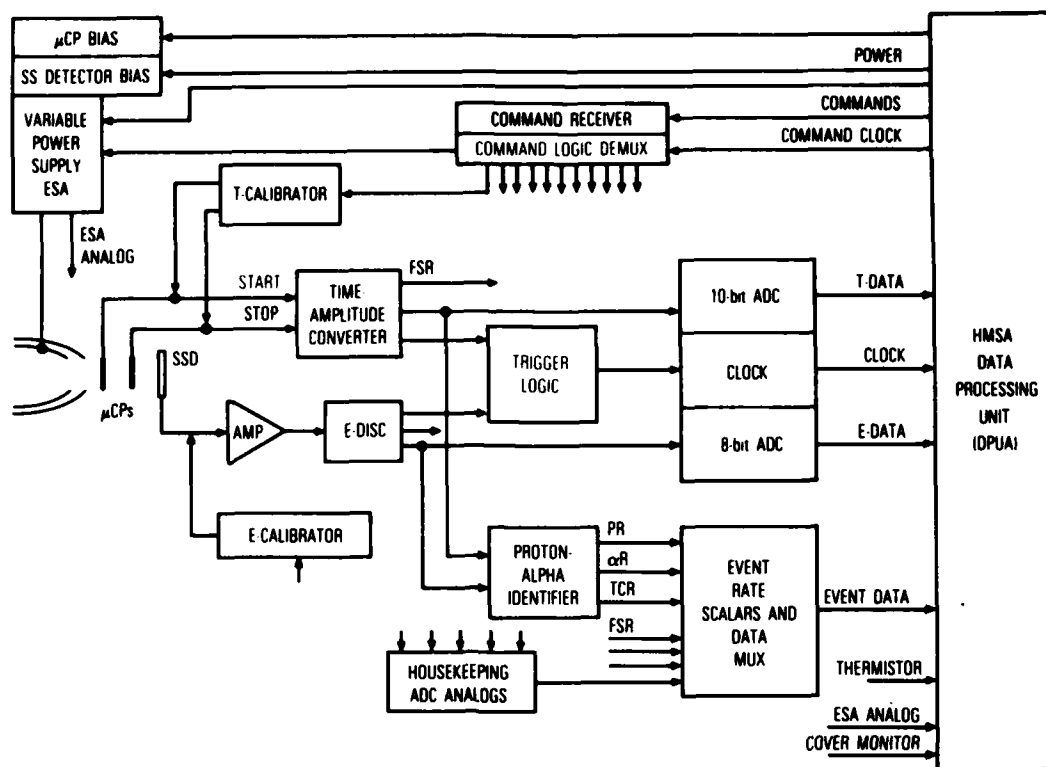 μCP BIAS
SS DETECTOR BIAS
VARIABLE
POWER
SUPPLY
ESA
POWER
COMMANDS
COMMAND CLOCK
COMMAND RECEIVER
COMMAND LOGIC DEMUX
T-CALIBRATOR
ESA
ANALOG
START
STOP
TIME-
AMPLITUDE
CONVERTER
FSR
TRIGGER
LOGIC
10-bit ADC
CLOCK
8-bit ADC
T-DATA
CLOCK
E-DATA
HMSA
DATA
PROCESSING
UNIT
(DPUA)
SSD
μCPs
AMP
E-DISC
E-CALIBRATOR
PROTON-
ALPHA
IDENTIFIER
PR
αR
TCR
FSR
EVENT
RATE
SCALARS AND
DATA
MUX
EVENT DATA
HOUSEKEEPING
ADC ANALOGS
THERMISTOR
ESA ANALOG
COVER MONITOR